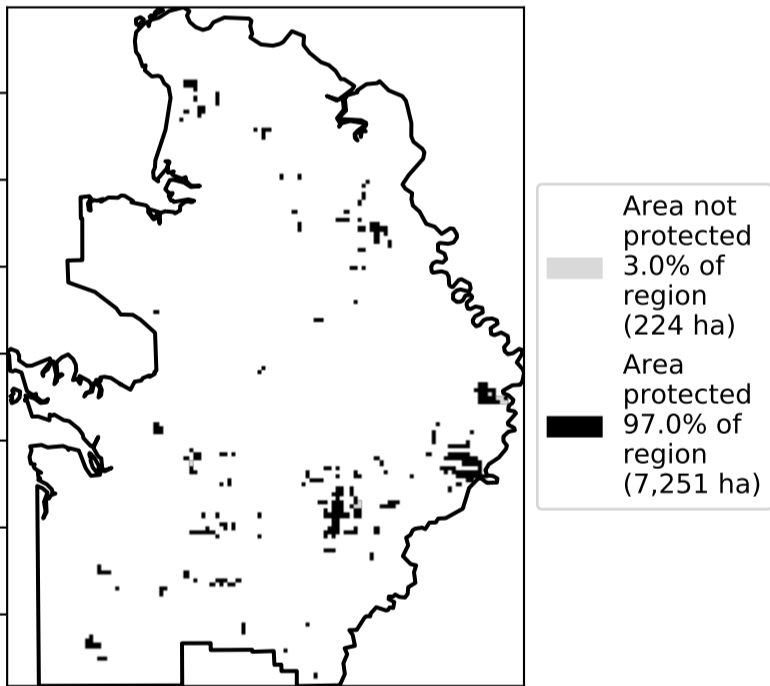 Area not
protected
3.0% of
region
(224 ha)
Area
protected
97.0% of
region
(7,251 ha)